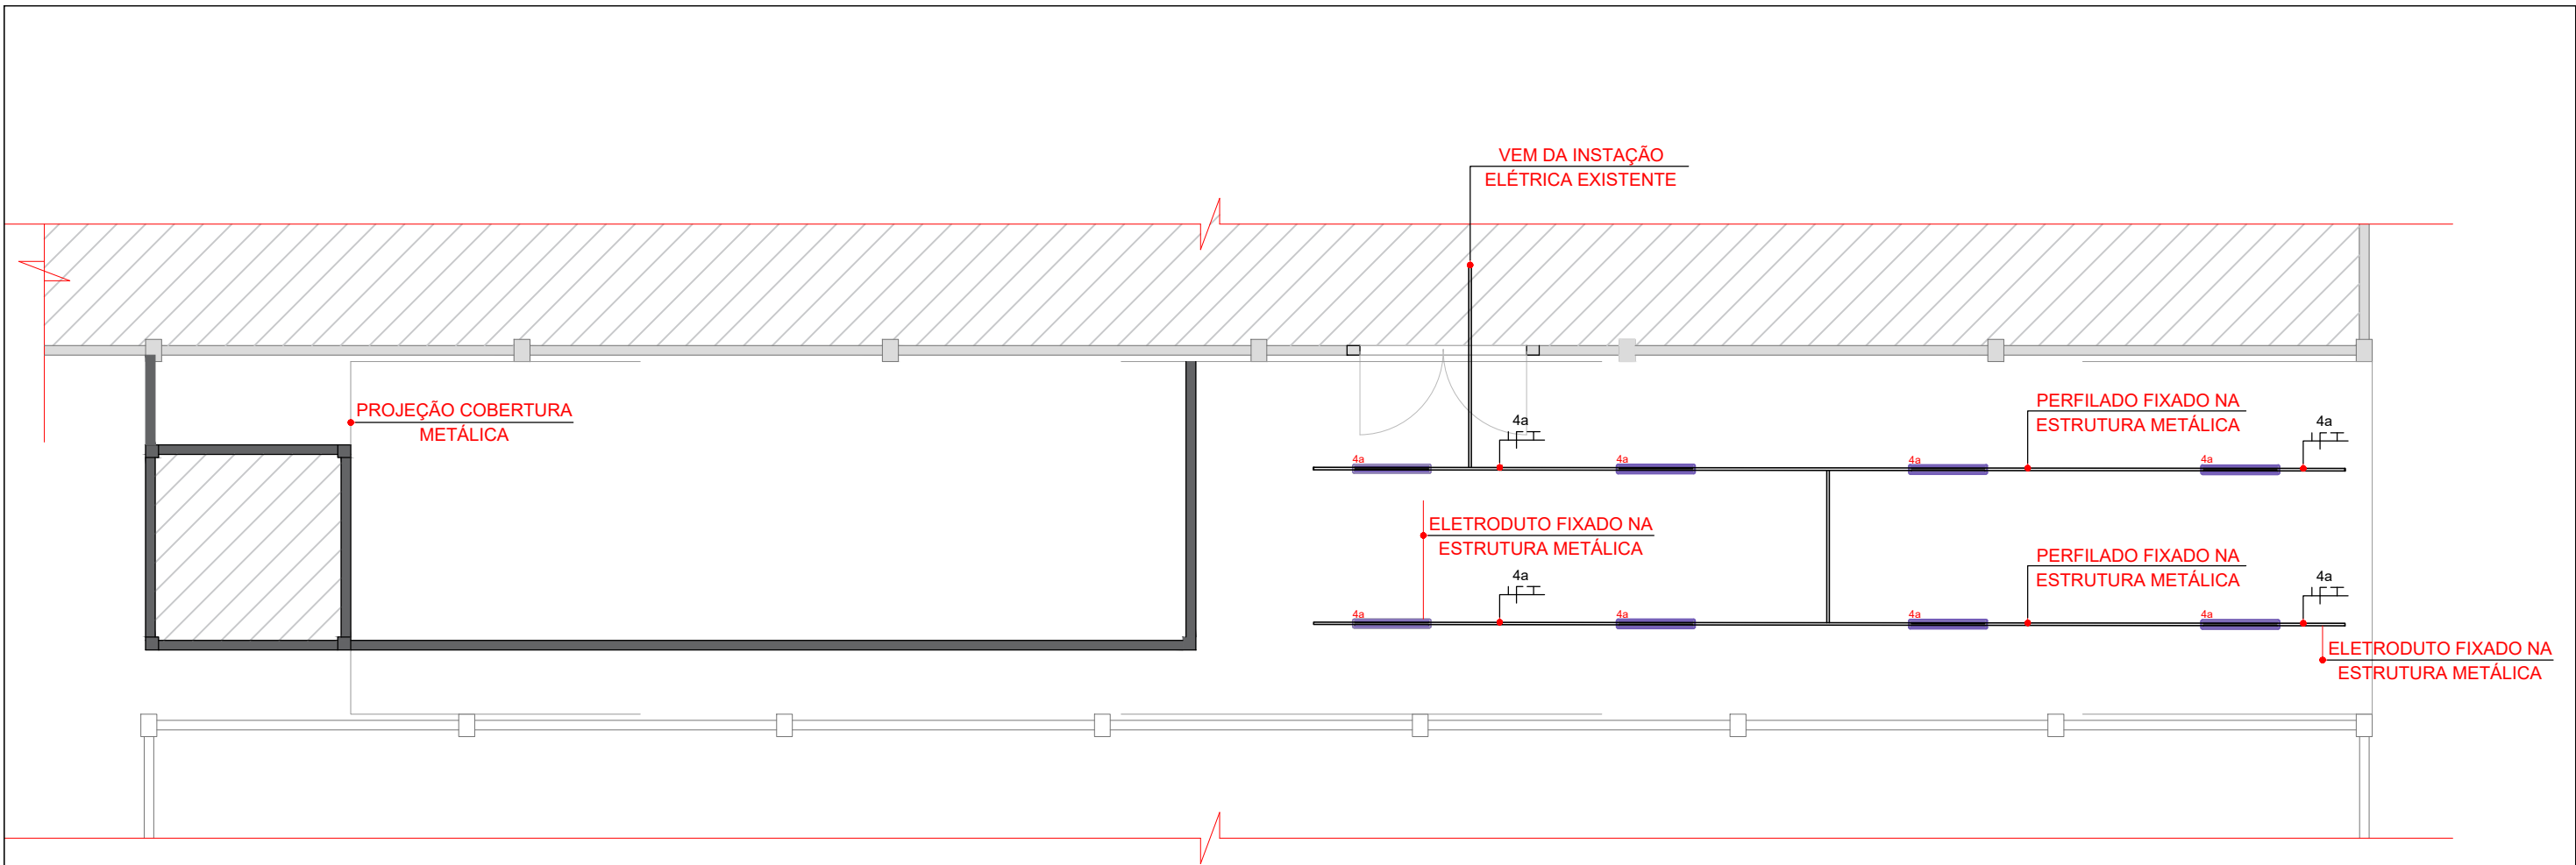 VEM DA INSTAÇÃO
ELÉTRICA EXISTENTE
PROJEÇÃO COBERTURA
METÁLICA
4a
PERFILADO FIXADO NA
ESTRUTURA METÁLICA
4a
4a
4a
4a
4a
ELETRODUTO FIXADO NA
ESTRUTURA METÁLICA
4a
PERFILADO FIXADO NA
ESTRUTURA METÁLICA
4a
4a
4a
4a
4a
ELETRODUTO FIXADO NA
ESTRUTURA METÁLICA